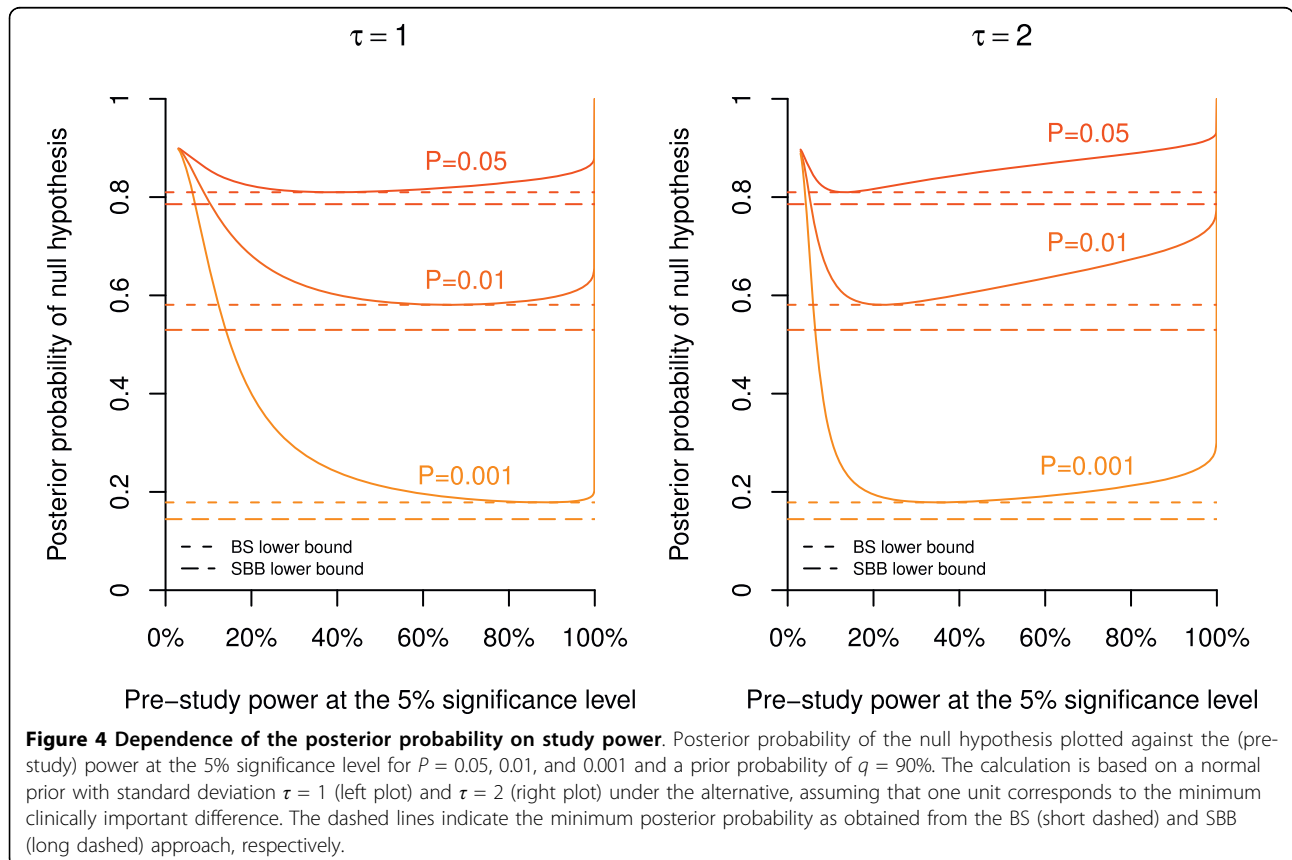 τ = 1
Posterior probability of null hypothesis
1
0.8
0.6
0.4
0.2
0
P=0.05
P=0.01
P=0.001
BS lower bound
SBB lower bound
0% 20% 40% 60% 80% 100%
Pre−study power at the 5% significance level
τ = 2
Posterior probability of null hypothesis
1
0.8
0.6
0.4
0.2
0
P=0.05
P=0.01
P=0.001
BS lower bound
SBB lower bound
0% 20% 40% 60% 80% 100%
Pre−study power at the 5% significance level
Figure 4 Dependence of the posterior probability on study power. Posterior probability of the null hypothesis plotted against the (pre-
study) power at the 5% significance level for P = 0.05, 0.01, and 0.001 and a prior probability of q = 90%. The calculation is based on a normal
prior with standard deviation τ = 1 (left plot) and τ = 2 (right plot) under the alternative, assuming that one unit corresponds to the minimum
clinically important difference. The dashed lines indicate the minimum posterior probability as obtained from the BS (short dashed) and SBB
(long dashed) approach, respectively.